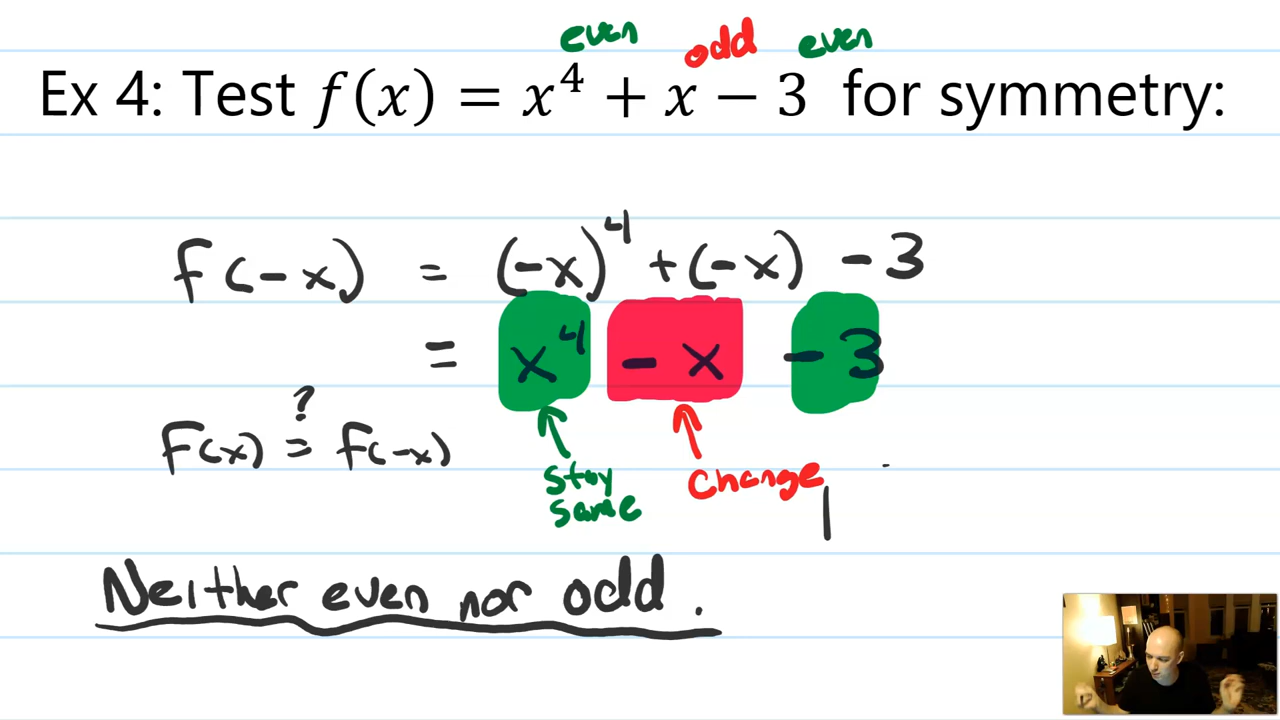 even odd even
Ex 4: Test f(x) = x⁴ + x − 3 for symmetry:
f(-x) = (-x)⁴ + (-x) - 3
= x⁴ - x - 3
?
f(x) = f(-x)
stay same
change
Neither even nor odd.